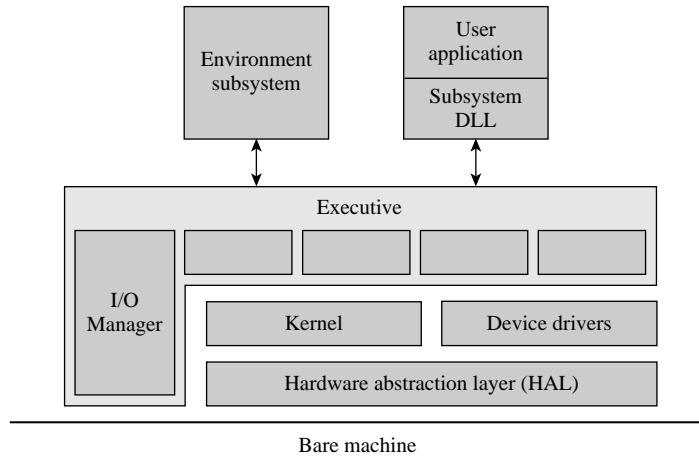 Environment
subsystem
User
application
Subsystem
DLL
Executive
I/O
Manager
Kernel
Device drivers
Hardware abstraction layer (HAL)
Bare machine